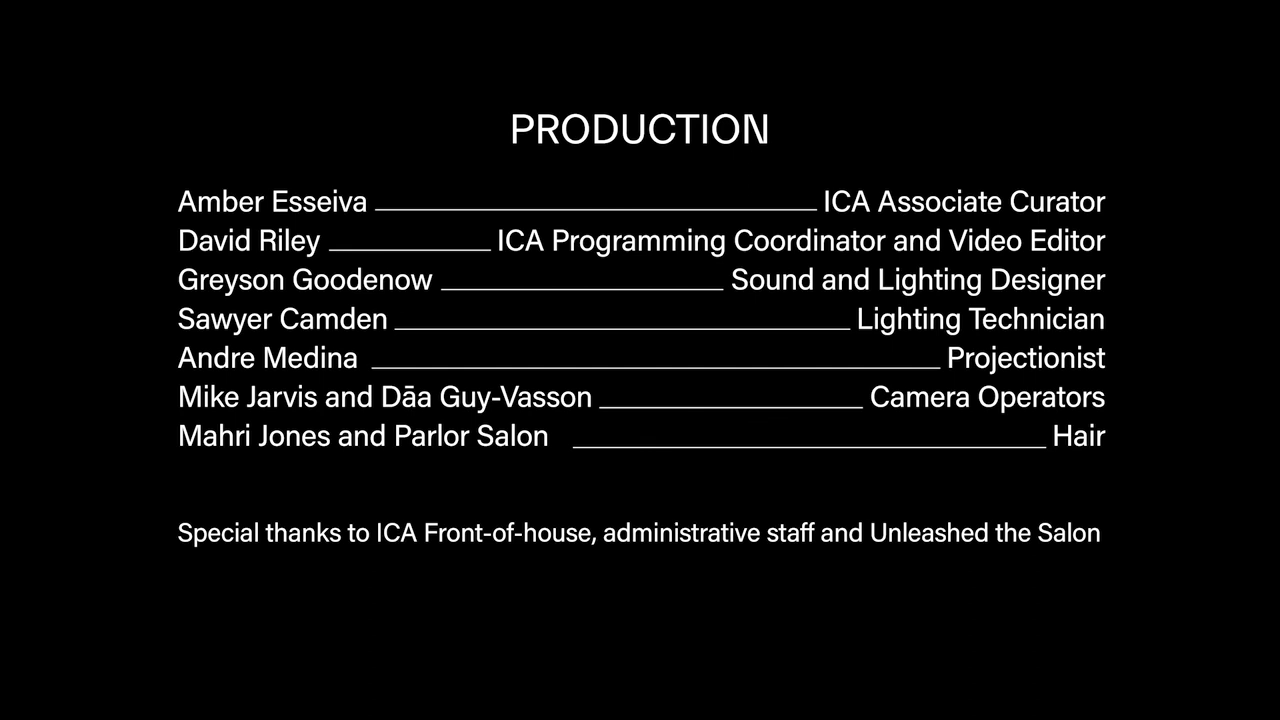 PRODUCTION
Amber Esseiva ICA Associate Curator
David Riley ICA Programming Coordinator and Video Editor
Greyson Goodenow Sound and Lighting Designer
Sawyer Camden Lighting Technician
Andre Medina Projectionist
Mike Jarvis and Dāa Guy-Vasson Camera Operators
Mahri Jones and Parlor Salon Hair
Special thanks to ICA Front-of-house, administrative staff and Unleashed the Salon